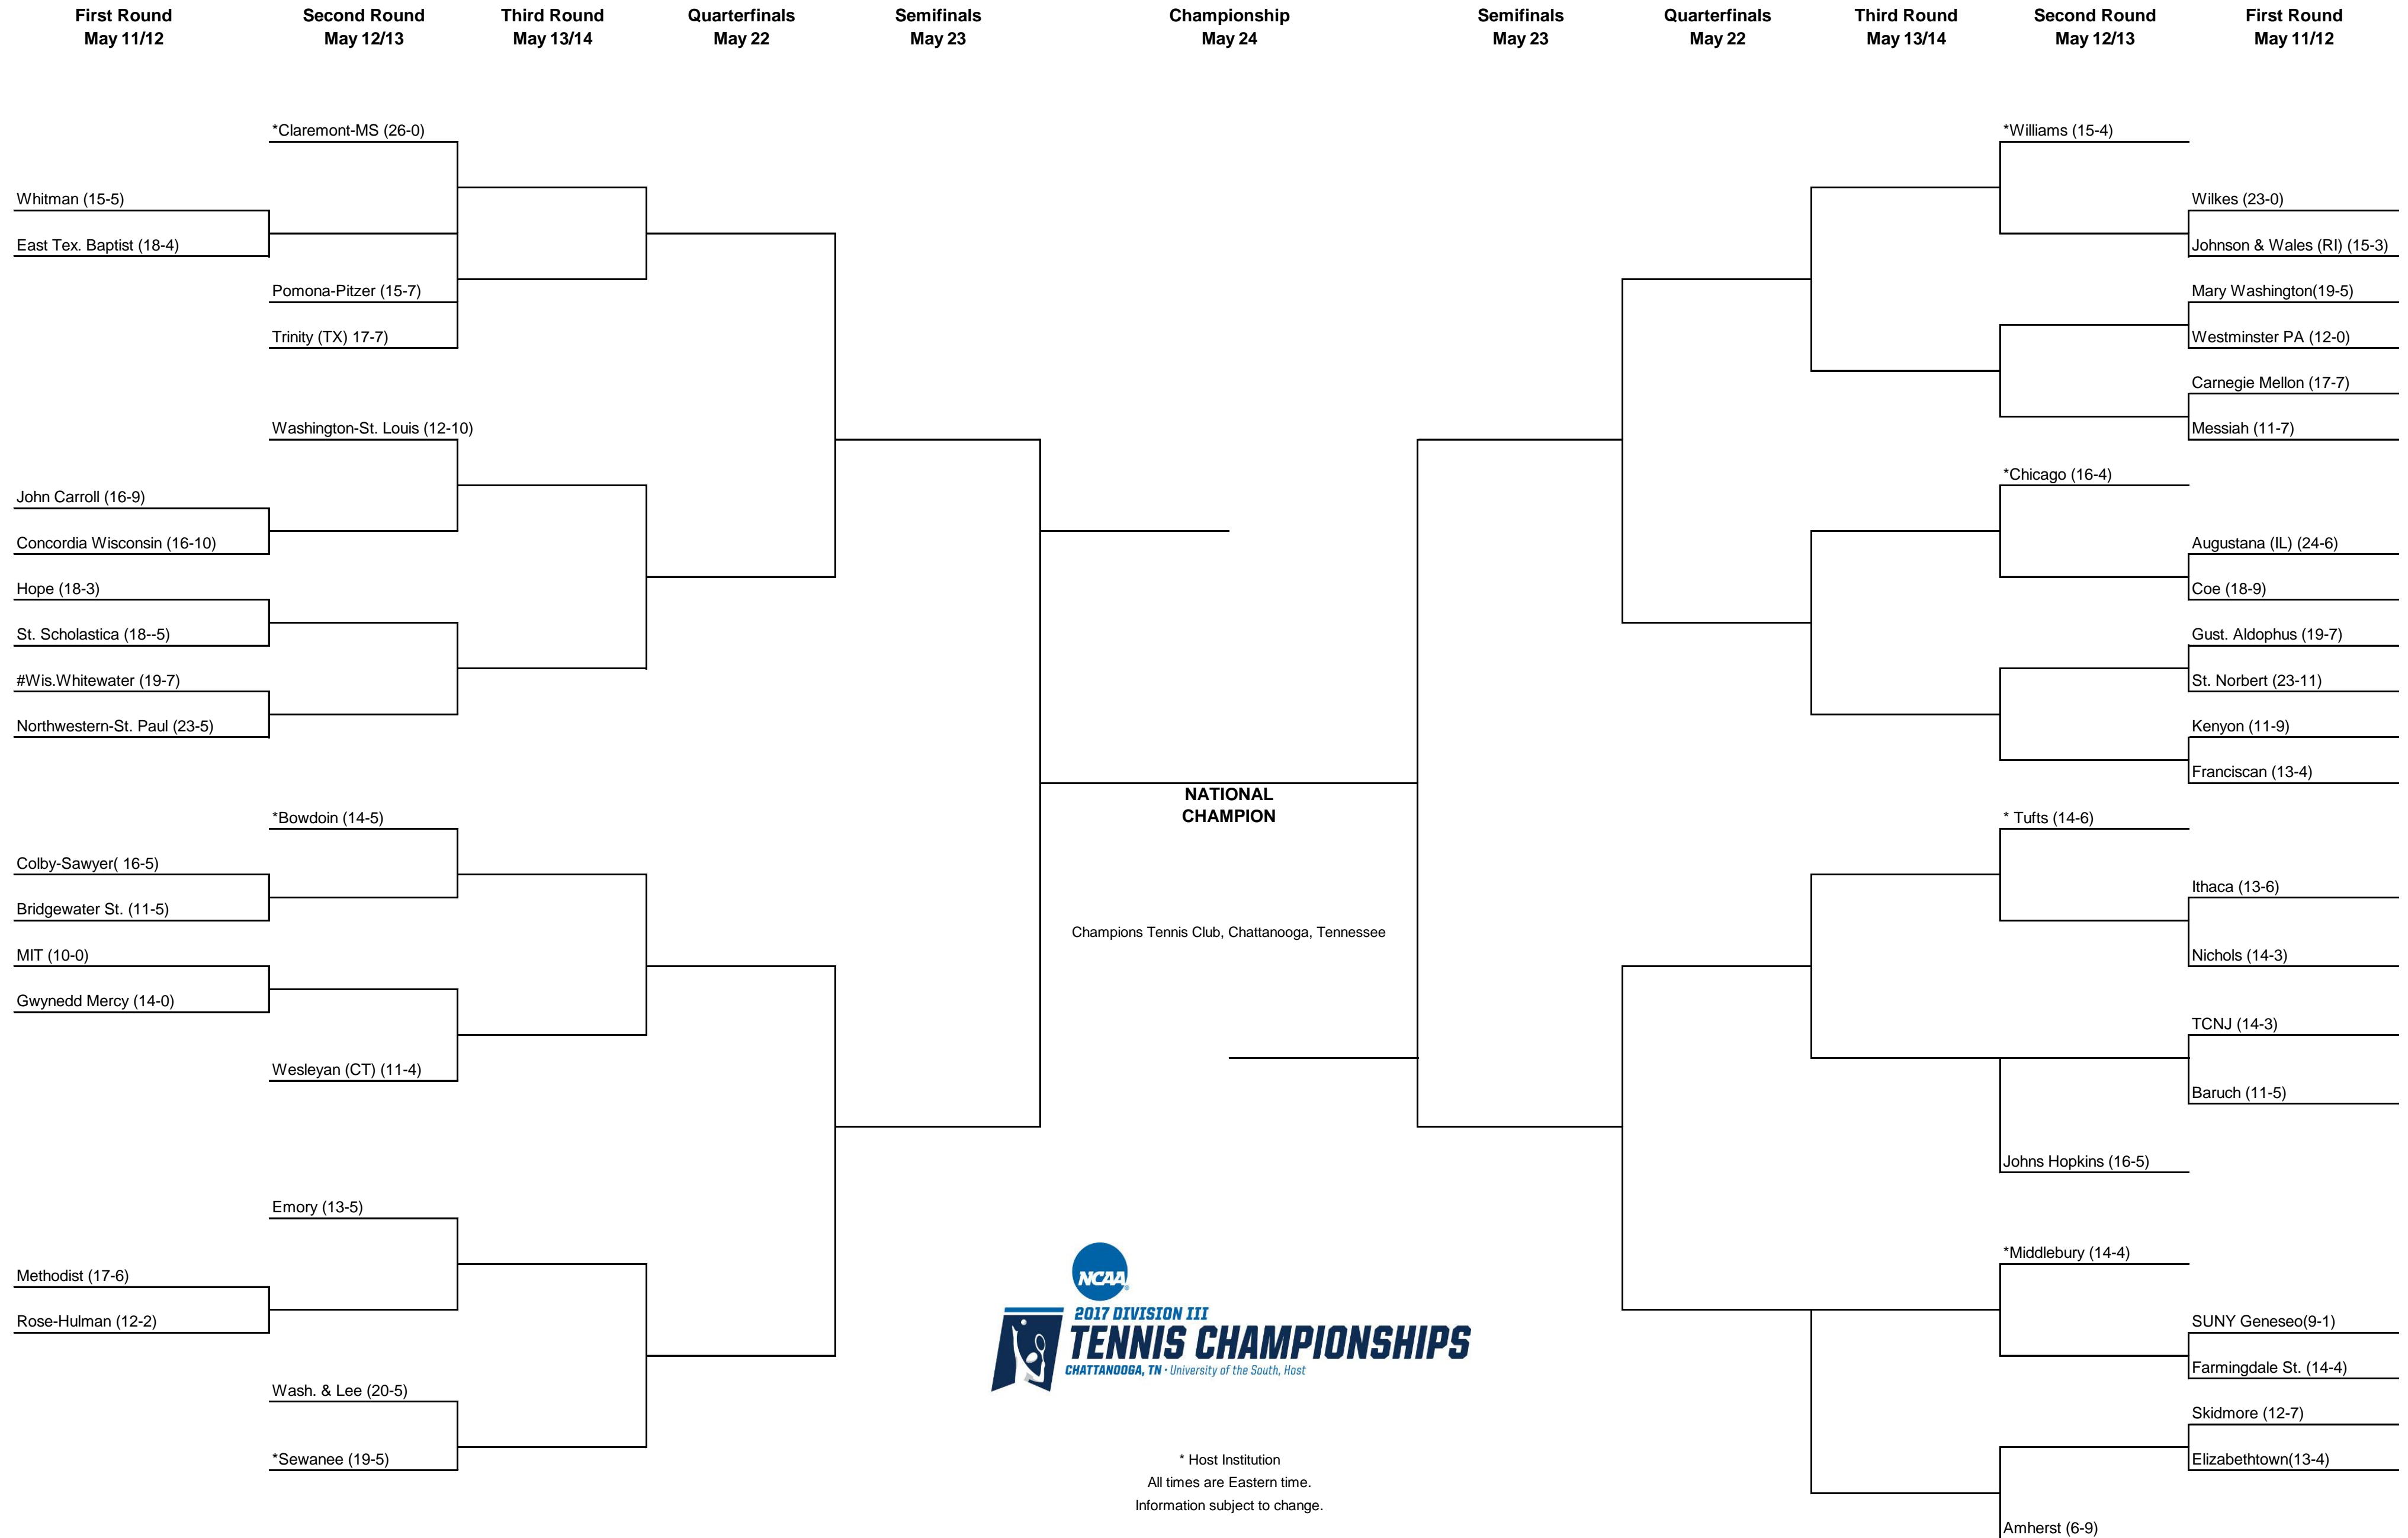 First Round
May 11/12
Second Round
May 12/13
Third Round
May 13/14
Quarterfinals
May 22
Semifinals
May 23
Championship
May 24
Semifinals
May 23
Quarterfinals
May 22
Third Round
May 13/14
Second Round
May 12/13
First Round
May 11/12
*Claremont-MS (26-0)
Whitman (15-5)
East Tex. Baptist (18-4)
Pomona-Pitzer (15-7)
Trinity (TX) 17-7)
Washington-St. Louis (12-10)
John Carroll (16-9)
Concordia Wisconsin (16-10)
Hope (18-3)
St. Scholastica (18--5)
#Wis.Whitewater (19-7)
Northwestern-St. Paul (23-5)
*Bowdoin (14-5)
Colby-Sawyer( 16-5)
Bridgewater St. (11-5)
MIT (10-0)
Gwynedd Mercy (14-0)
Wesleyan (CT) (11-4)
Emory (13-5)
Methodist (17-6)
Rose-Hulman (12-2)
Wash. & Lee (20-5)
*Sewanee (19-5)
NATIONAL
CHAMPION
Champions Tennis Club, Chattanooga, Tennessee
NCAA®
2017 DIVISION III
TENNIS CHAMPIONSHIPS
CHATTANOOGA, TN · University of the South, Host
* Host Institution
All times are Eastern time.
Information subject to change.
*Williams (15-4)
Wilkes (23-0)
Johnson & Wales (RI) (15-3)
Mary Washington(19-5)
Westminster PA (12-0)
Carnegie Mellon (17-7)
Messiah (11-7)
*Chicago (16-4)
Augustana (IL) (24-6)
Coe (18-9)
Gust. Aldophus (19-7)
St. Norbert (23-11)
Kenyon (11-9)
Franciscan (13-4)
* Tufts (14-6)
Ithaca (13-6)
Nichols (14-3)
TCNJ (14-3)
Baruch (11-5)
Johns Hopkins (16-5)
*Middlebury (14-4)
SUNY Geneseo(9-1)
Farmingdale St. (14-4)
Skidmore (12-7)
Elizabethtown(13-4)
Amherst (6-9)